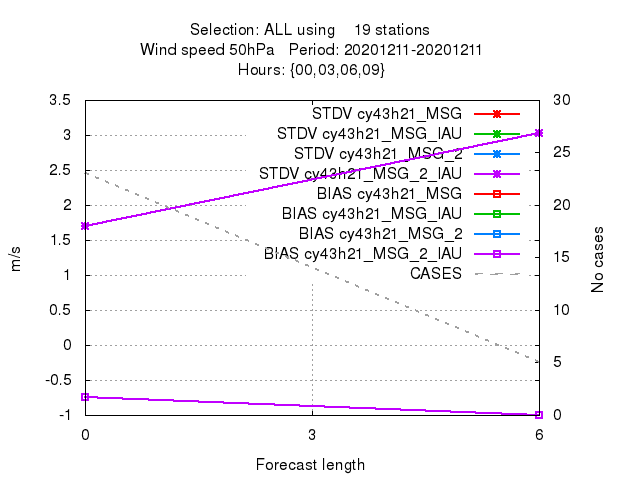 Selection: ALL using 19 stations
Wind speed 50hPa Period: 20201211-20201211
Hours: {00,03,06,09}
3.5
3
2.5
2
1.5
1
0.5
0
-0.5
-1
m/s
STDV cy43h21_MSG
STDV cy43h21_MSG_IAU
STDV cy43h21_MSG_2
STDV cy43h21_MSG_2_IAU
BIAS cy43h21_MSG
BIAS cy43h21_MSG_IAU
BIAS cy43h21_MSG_2
BIAS cy43h21_MSG_2_IAU
CASES
30
25
20
15
10
5
0
No cases
0 3 6
Forecast length